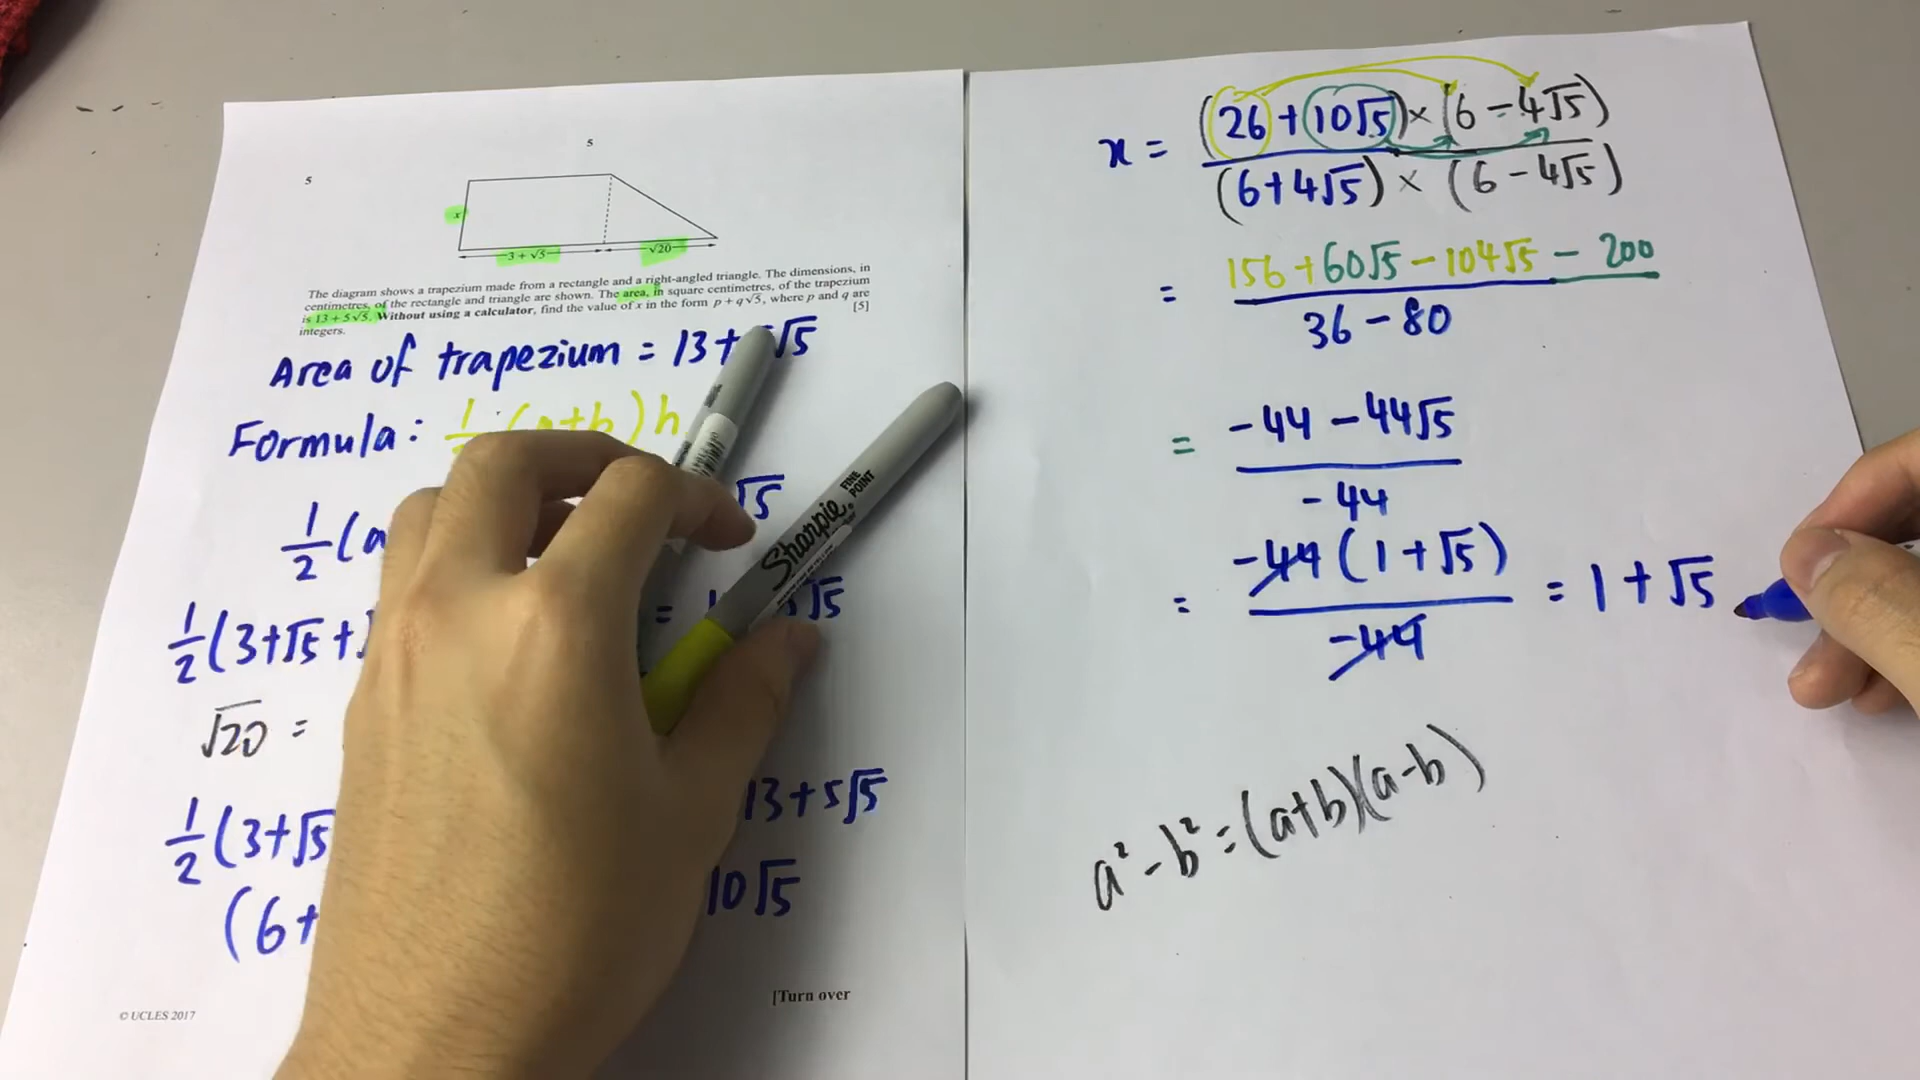 5
5
x
3 + √5
√20
The diagram shows a trapezium made from a rectangle and a right-angled triangle. The dimensions, in
centimetres, of the rectangle and triangle are shown. The area, in square centimetres, of the trapezium
is 13 + 5√5. Without using a calculator, find the value of x in the form p + q√5, where p and q are
integers.
[5]
Area of trapezium = 13 + √5
Formula: 1/2 (a+b)h
1/2(a √5
1/2(3+√5+ = √5
√20 =
1/2(3+√5 13+5√5
(6+ 10√5
[Turn over
© UCLES 2017
Sharpie
FINE POINT
x = (26 + 10√5) × (6 - 4√5)
(6+4√5) × (6 - 4√5)
= 156 + 60√5 - 104√5 - 200
36 - 80
= -44 - 44√5
-44
= -44(1+√5) = 1+√5
-44
a² - b² = (a+b)(a-b)